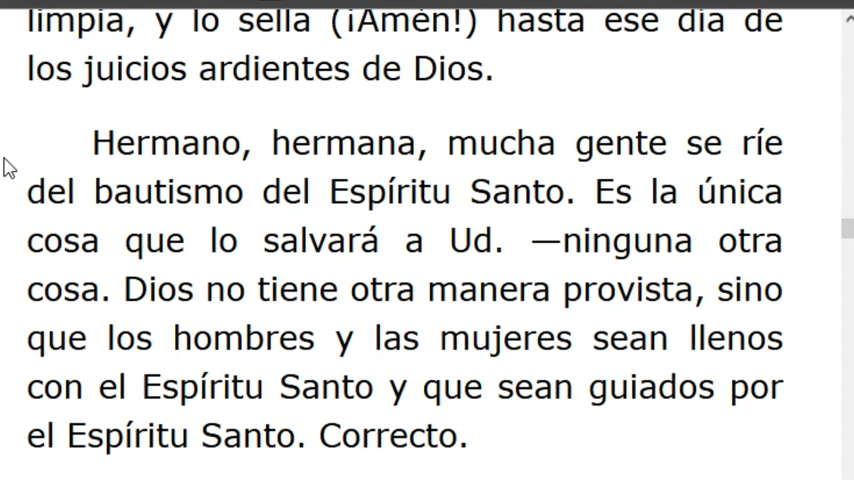 limpia, y lo sella (¡Amén!) hasta ese día de
los juicios ardientes de Dios.
Hermano, hermana, mucha gente se ríe
del bautismo del Espíritu Santo. Es la única
cosa que lo salvará a Ud. —ninguna otra
cosa. Dios no tiene otra manera provista, sino
que los hombres y las mujeres sean llenos
con el Espíritu Santo y que sean guiados por
el Espíritu Santo. Correcto.